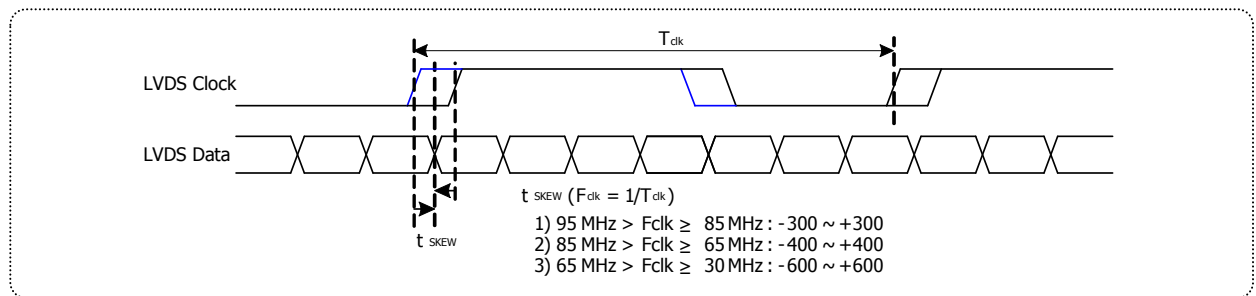 Tclk
LVDS Clock
LVDS Data
t SKEW (Fclk = 1/Tclk)
1) 95 MHz > Fclk ≥ 85 MHz : -300 ~ +300
2) 85 MHz > Fclk ≥ 65 MHz : -400 ~ +400
3) 65 MHz > Fclk ≥ 30 MHz : -600 ~ +600
t SKEW